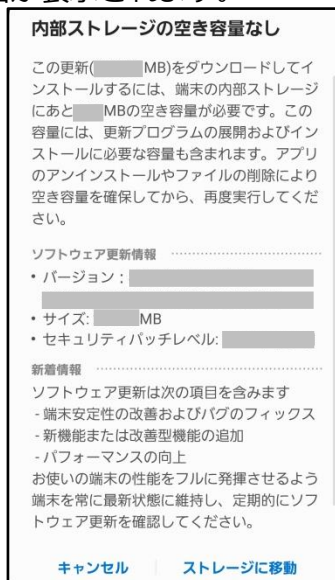 内部ストレージの空き容量なし
この更新( MB)をダウンロードしてイ
ンストールするには、端末の内部ストレージ
にあと MBの空き容量が必要です。この
容量には、更新プログラムの展開およびイン
ストールに必要な容量も含まれます。アプリ
のアンインストールやファイルの削除により
空き容量を確保してから、再度実行してくだ
さい。
ソフトウェア更新情報
・バージョン :
・サイズ: MB
・セキュリティパッチレベル:
新着情報
ソフトウェア更新は次の項目を含みます
- 端末安定性の改善およびバグのフィックス
- 新機能または改善型機能の追加
- パフォーマンスの向上
お使いの端末の性能をフルに発揮させるよう
端末を常に最新状態に維持し、定期的にソフ
トウェア更新を確認してください。
キャンセル ストレージに移動